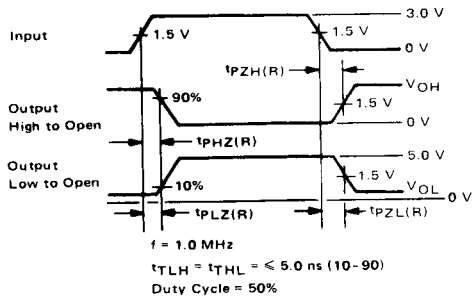 3.0 V
Input
1.5 V
1.5 V
0 V
tPZH(R)
VOH
90%
Output
High to Open
1.5 V
0 V
tPHZ(R)
5.0 V
Output
Low to Open
10%
1.5 V
VOL
0 V
tPLZ(R)
tPZL(R)
f = 1.0 MHz
tTLH = tTHL = ≤ 5.0 ns (10-90)
Duty Cycle = 50%